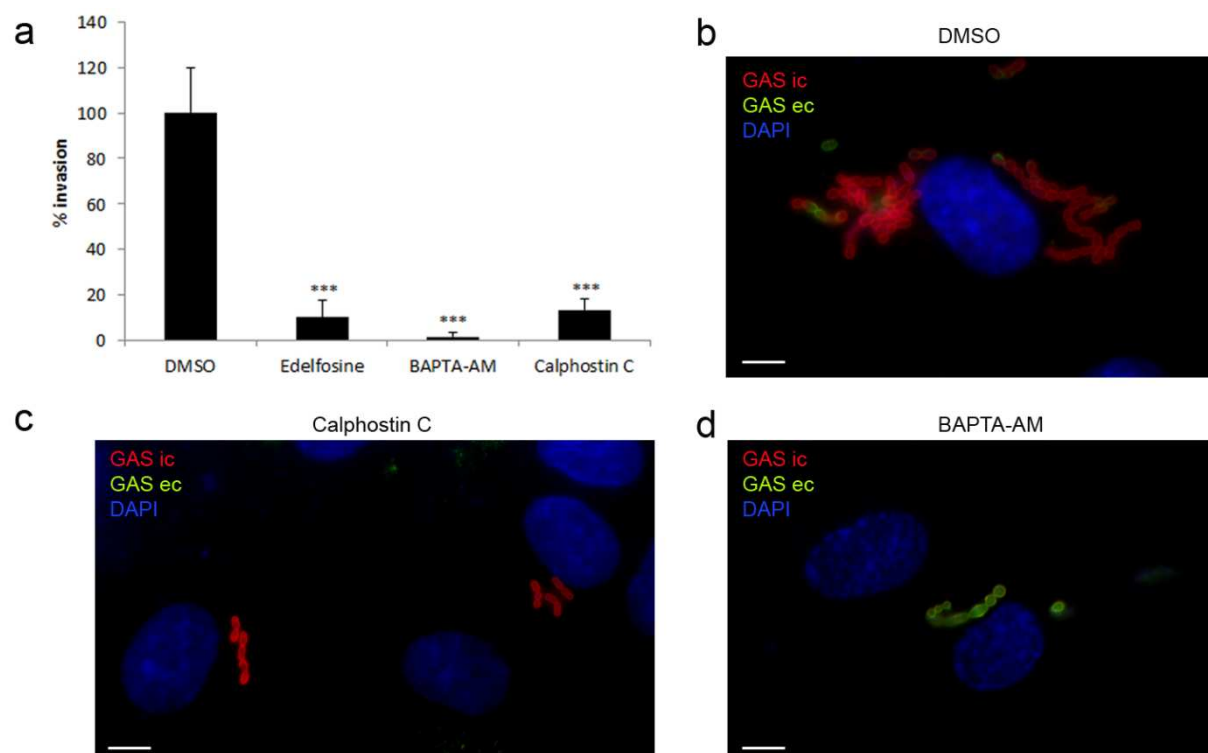 a
140
120
100
80
60
40
20
0
% invasion
***
***
***
DMSO
Edelfosine
BAPTA-AM
Calphostin C
b
DMSO
GAS ic
GAS ec
DAPI
c
Calphostin C
GAS ic
GAS ec
DAPI
d
BAPTA-AM
GAS ic
GAS ec
DAPI